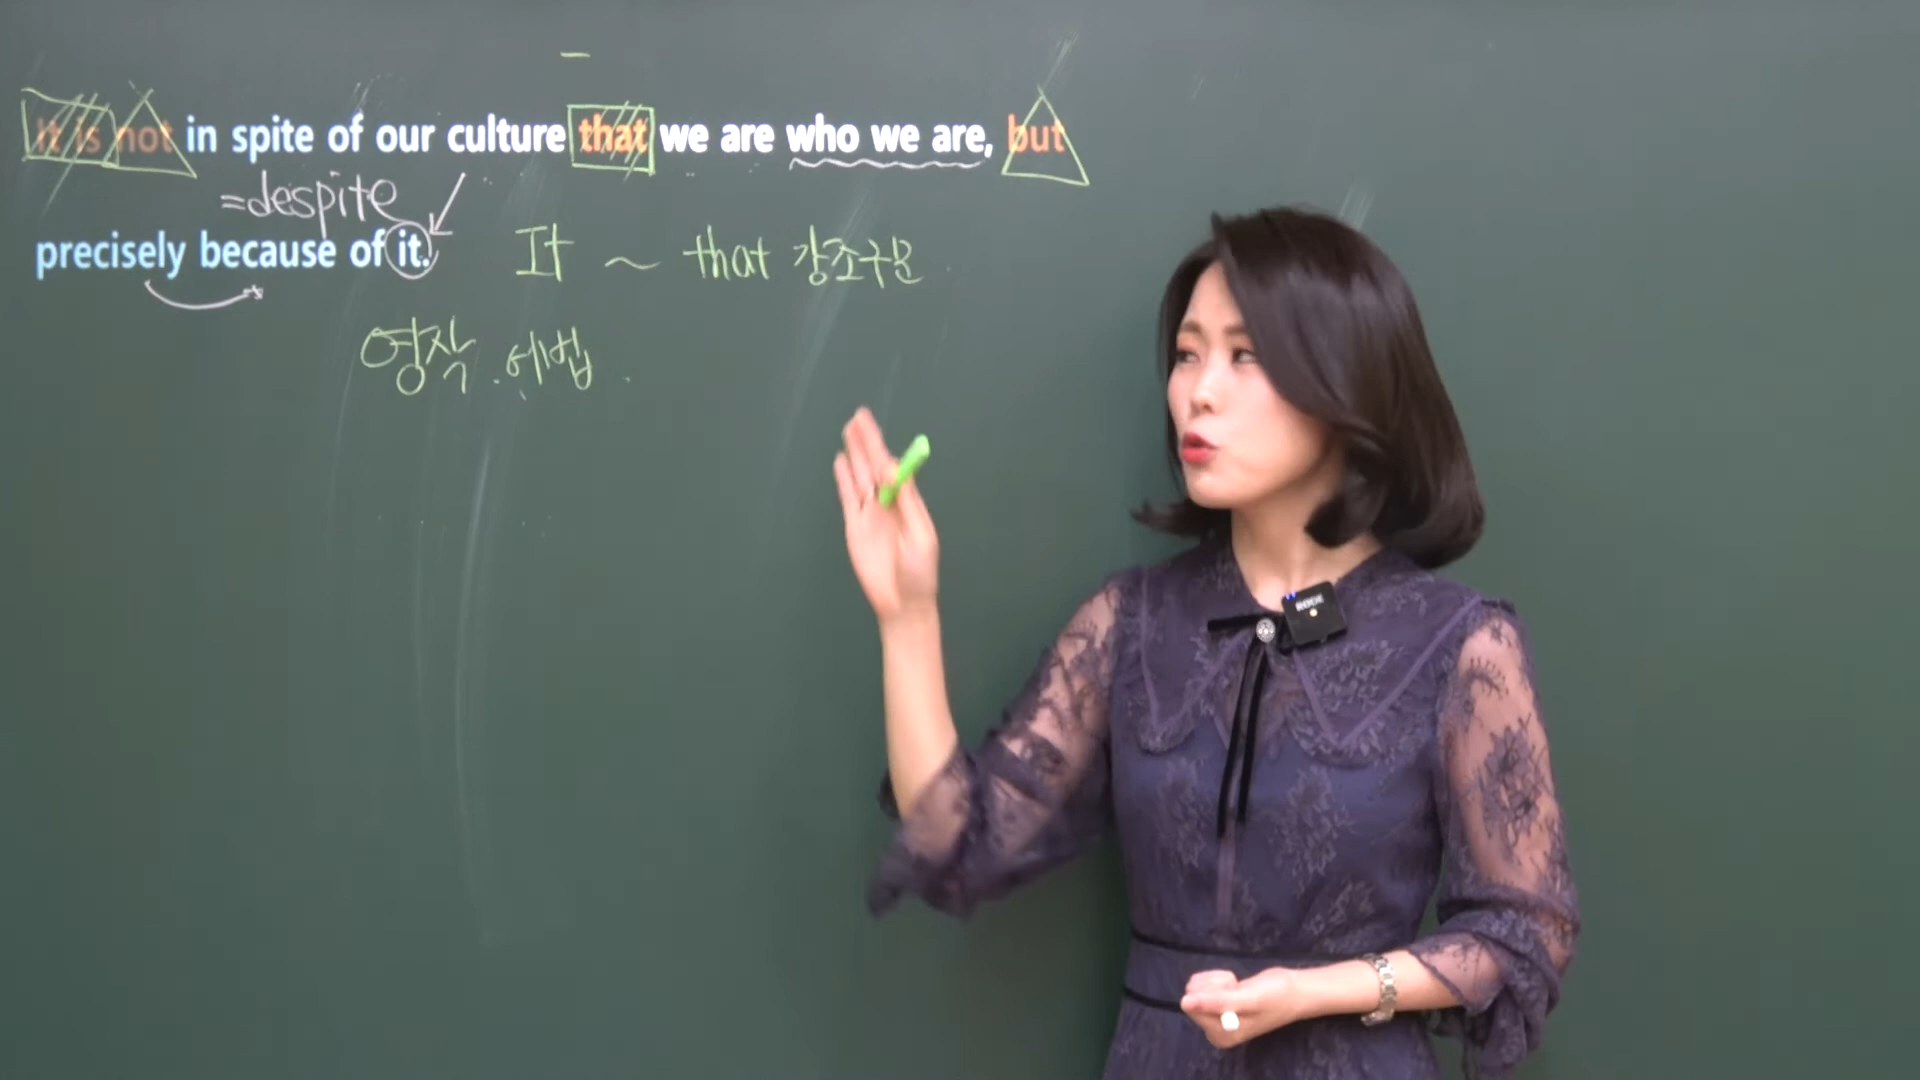 It is not in spite of our culture that we are who we are, but
=despite
precisely because of it.
It ~ that 강조구문
영작. 어법.
RODE